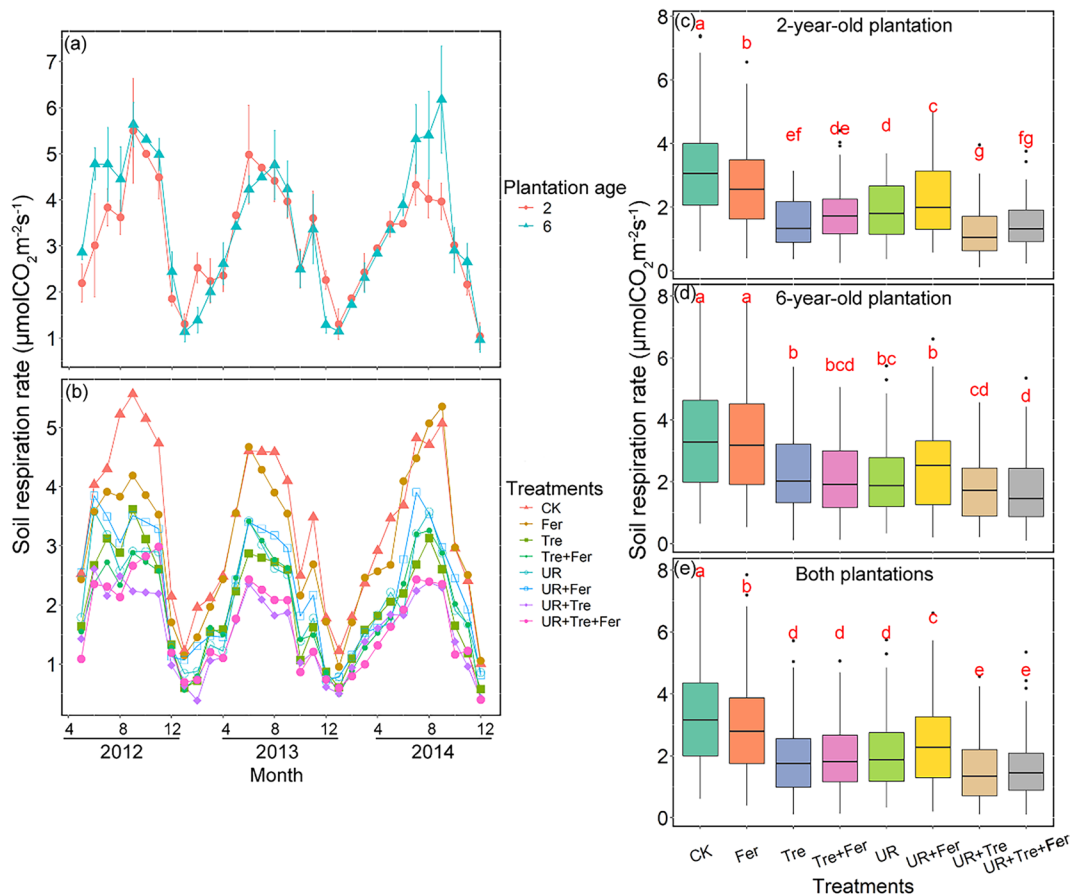 (a)
7
6
5
4
3
2
1
Plantation age
2
6
Soil respiration rate (μmolCO2m-2s-1)
(b)
5
4
3
2
1
4 8 12 4 8 12 4 8 12
2012 2013 2014
Month
Treatments
CK
Fer
Tre
Tre+Fer
UR
UR+Fer
UR+Tre
UR+Tre+Fer
Soil respiration rate (μmolCO2m-2s-1)
(c) 2-year-old plantation
8
6
4
2
0
a b ef de d c g fg
(d) 6-year-old plantation
8
6
4
2
0
a a b bcd bc b cd d
(e) Both plantations
8
6
4
2
0
a b d d d c e e
CK Fer Tre Tre+Fer UR UR+Fer UR+Tre UR+Tre+Fer
Treatments